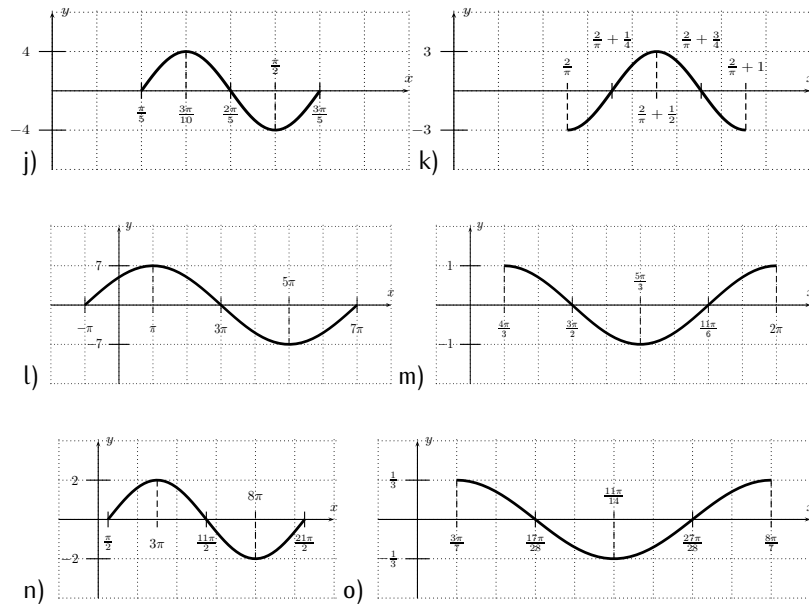 y
4
π/2
x
π/5 3π/10 2π/5 3π/5
−4
j)
y
2/π + 1/4 2/π + 3/4
3
2/π 2/π + 1
2/π + 1/2
−3
k)
y
7
5π
x
−π π 3π 7π
−7
l)
y
1
5π/3
4π/3 3π/2 11π/6 2π
−1
m)
y
2
8π
x
π/2 3π 11π/2 21π/2
−2
n)
y
1/3
11π/14
3π/7 17π/28 27π/28 8π/7
−1/3
o)